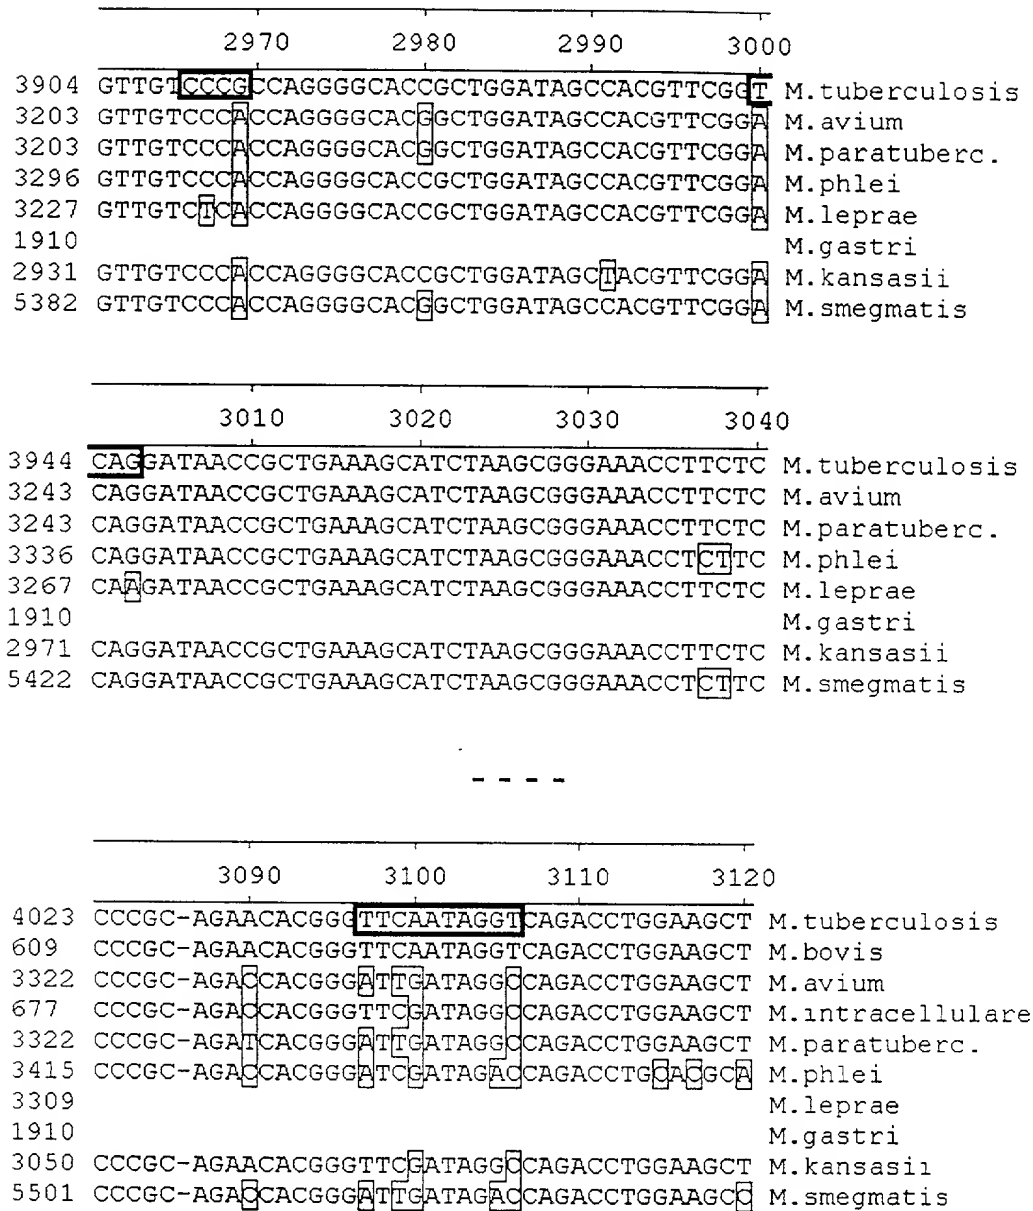 2970 2980 2990 3000
3904 GTTGTCCCGCCAGGGGCACCGCTGGATAGCCACGTTCGGT M.tuberculosis
3203 GTTGTCCCACCAGGGGCACGGCTGGATAGCCACGTTCGGA M.avium
3203 GTTGTCCCACCAGGGGCACGGCTGGATAGCCACGTTCGGA M.paratuberc.
3296 GTTGTCCCACCAGGGGCACCGCTGGATAGCCACGTTCGGA M.phlei
3227 GTTGTCTCACCAGGGGCACCGCTGGATAGCCACGTTCGGA M.leprae
1910 M.gastri
2931 GTTGTCCCACCAGGGGCACCGCTGGATAGCTACGTTCGGA M.kansasii
5382 GTTGTCCCACCAGGGGCACGGCTGGATAGCCACGTTCGGA M.smegmatis
3010 3020 3030 3040
3944 CAGGATAACCGCTGAAAGCATCTAAGCGGGAAACCTTCTC M.tuberculosis
3243 CAGGATAACCGCTGAAAGCATCTAAGCGGGAAACCTTCTC M.avium
3243 CAGGATAACCGCTGAAAGCATCTAAGCGGGAAACCTTCTC M.paratuberc.
3336 CAGGATAACCGCTGAAAGCATCTAAGCGGGAAACCTCTTC M.phlei
3267 CAAGATAACCGCTGAAAGCATCTAAGCGGGAAACCTTCTC M.leprae
1910 M.gastri
2971 CAGGATAACCGCTGAAAGCATCTAAGCGGGAAACCTTCTC M.kansasii
5422 CAGGATAACCGCTGAAAGCATCTAAGCGGGAAACCTCTTC M.smegmatis
- - - -
3090 3100 3110 3120
4023 CCCGC-AGAACACGGGTTCAATAGGTCAGACCTGGAAGCT M.tuberculosis
609 CCCGC-AGAACACGGGTTCAATAGGTCAGACCTGGAAGCT M.bovis
3322 CCCGC-AGACCACGGGATTGATAGGCCAGACCTGGAAGCT M.avium
677 CCCGC-AGACCACGGGTTCGATAGGCCAGACCTGGAAGCT M.intracellulare
3322 CCCGC-AGATCACGGGATTGATAGGCCAGACCTGGAAGCT M.paratuberc.
3415 CCCGC-AGACCACGGGATCGATAGACCAGACCTGCACGCA M.phlei
3309 M.leprae
1910 M.gastri
3050 CCCGC-AGAACACGGGTTCGATAGGCCAGACCTGGAAGCT M.kansasii
5501 CCCGC-AGACCACGGGATTGATAGACCAGACCTGGAAGCC M.smegmatis